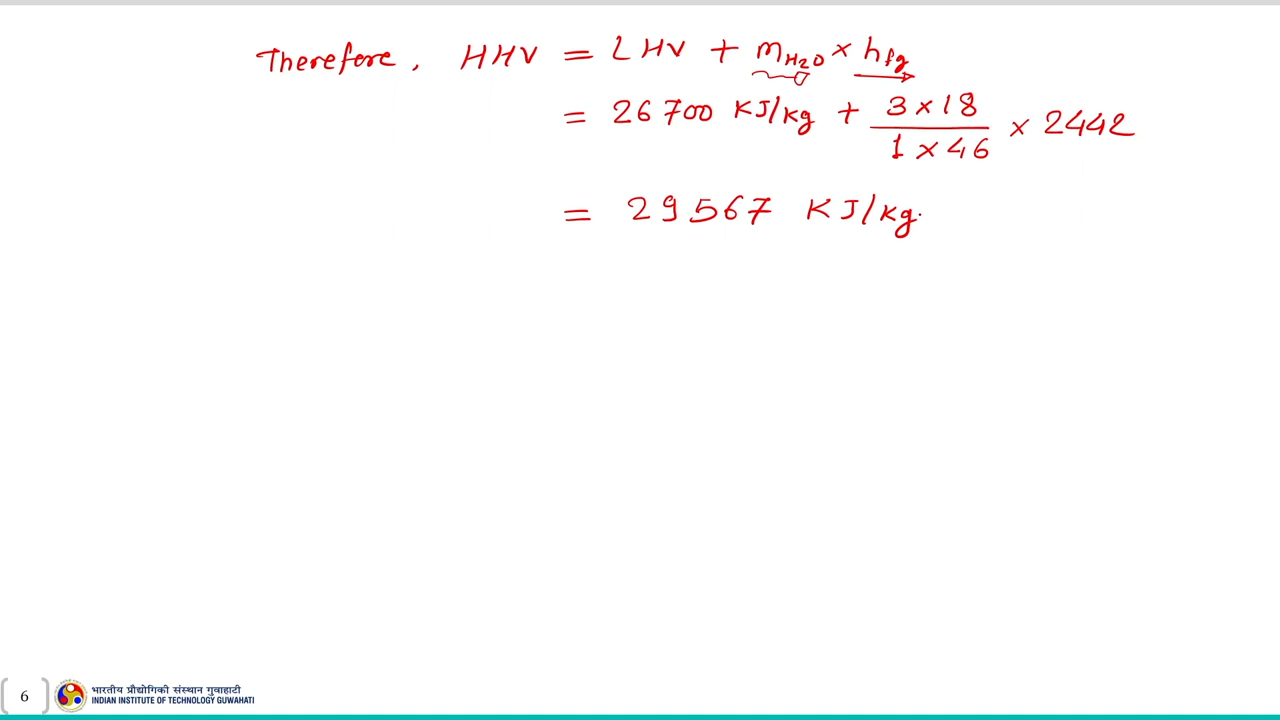 Therefore, HHV = LHV + mH2O × hfg
= 26700 KJ/kg + 3×18 / 1×46 × 2442
= 29567 KJ/kg.
6
भारतीय प्रौद्योगिकी संस्थान गुवाहाटी
INDIAN INSTITUTE OF TECHNOLOGY GUWAHATI